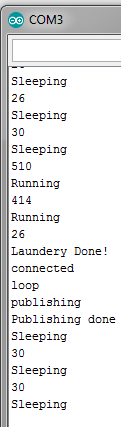 COM3
Sleeping
26
Sleeping
30
Sleeping
510
Running
414
Running
26
Laundery Done!
connected
loop
publishing
Publishing done
Sleeping
30
Sleeping
30
Sleeping